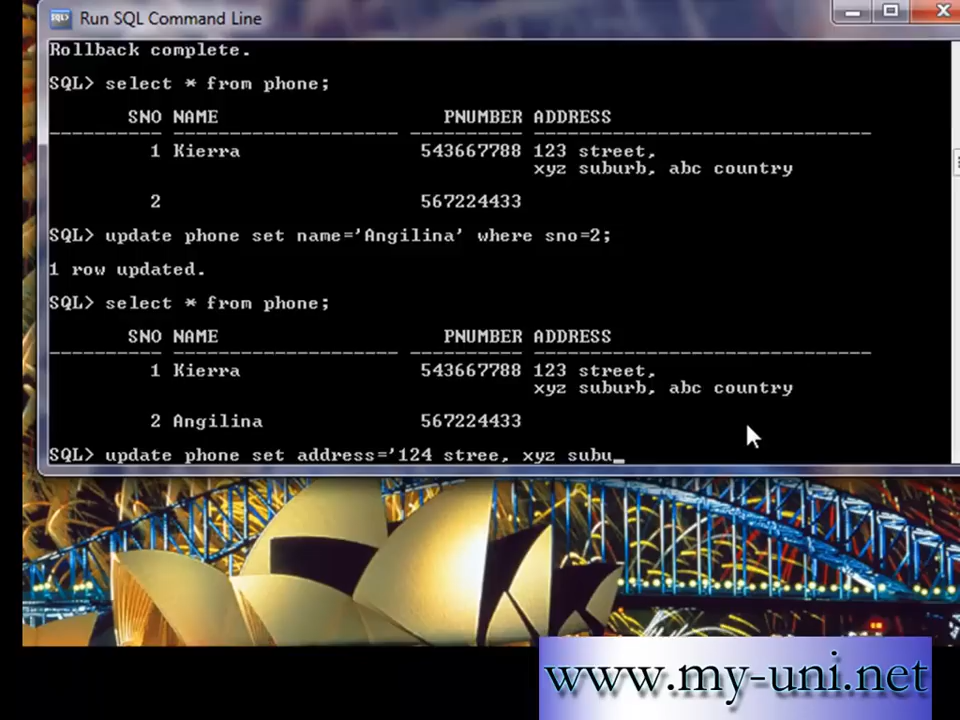 Run SQL Command Line
Rollback complete.
SQL> select * from phone;
SNO NAME PNUMBER ADDRESS
---------- -------------------- ---------- ------------------------------
1 Kierra 543667788 123 street,
xyz suburb, abc country
2 567224433
SQL> update phone set name='Angilina' where sno=2;
1 row updated.
SQL> select * from phone;
SNO NAME PNUMBER ADDRESS
---------- -------------------- ---------- ------------------------------
1 Kierra 543667788 123 street,
xyz suburb, abc country
2 Angilina 567224433
SQL> update phone set address='124 stree, xyz subu_
www.my-uni.net